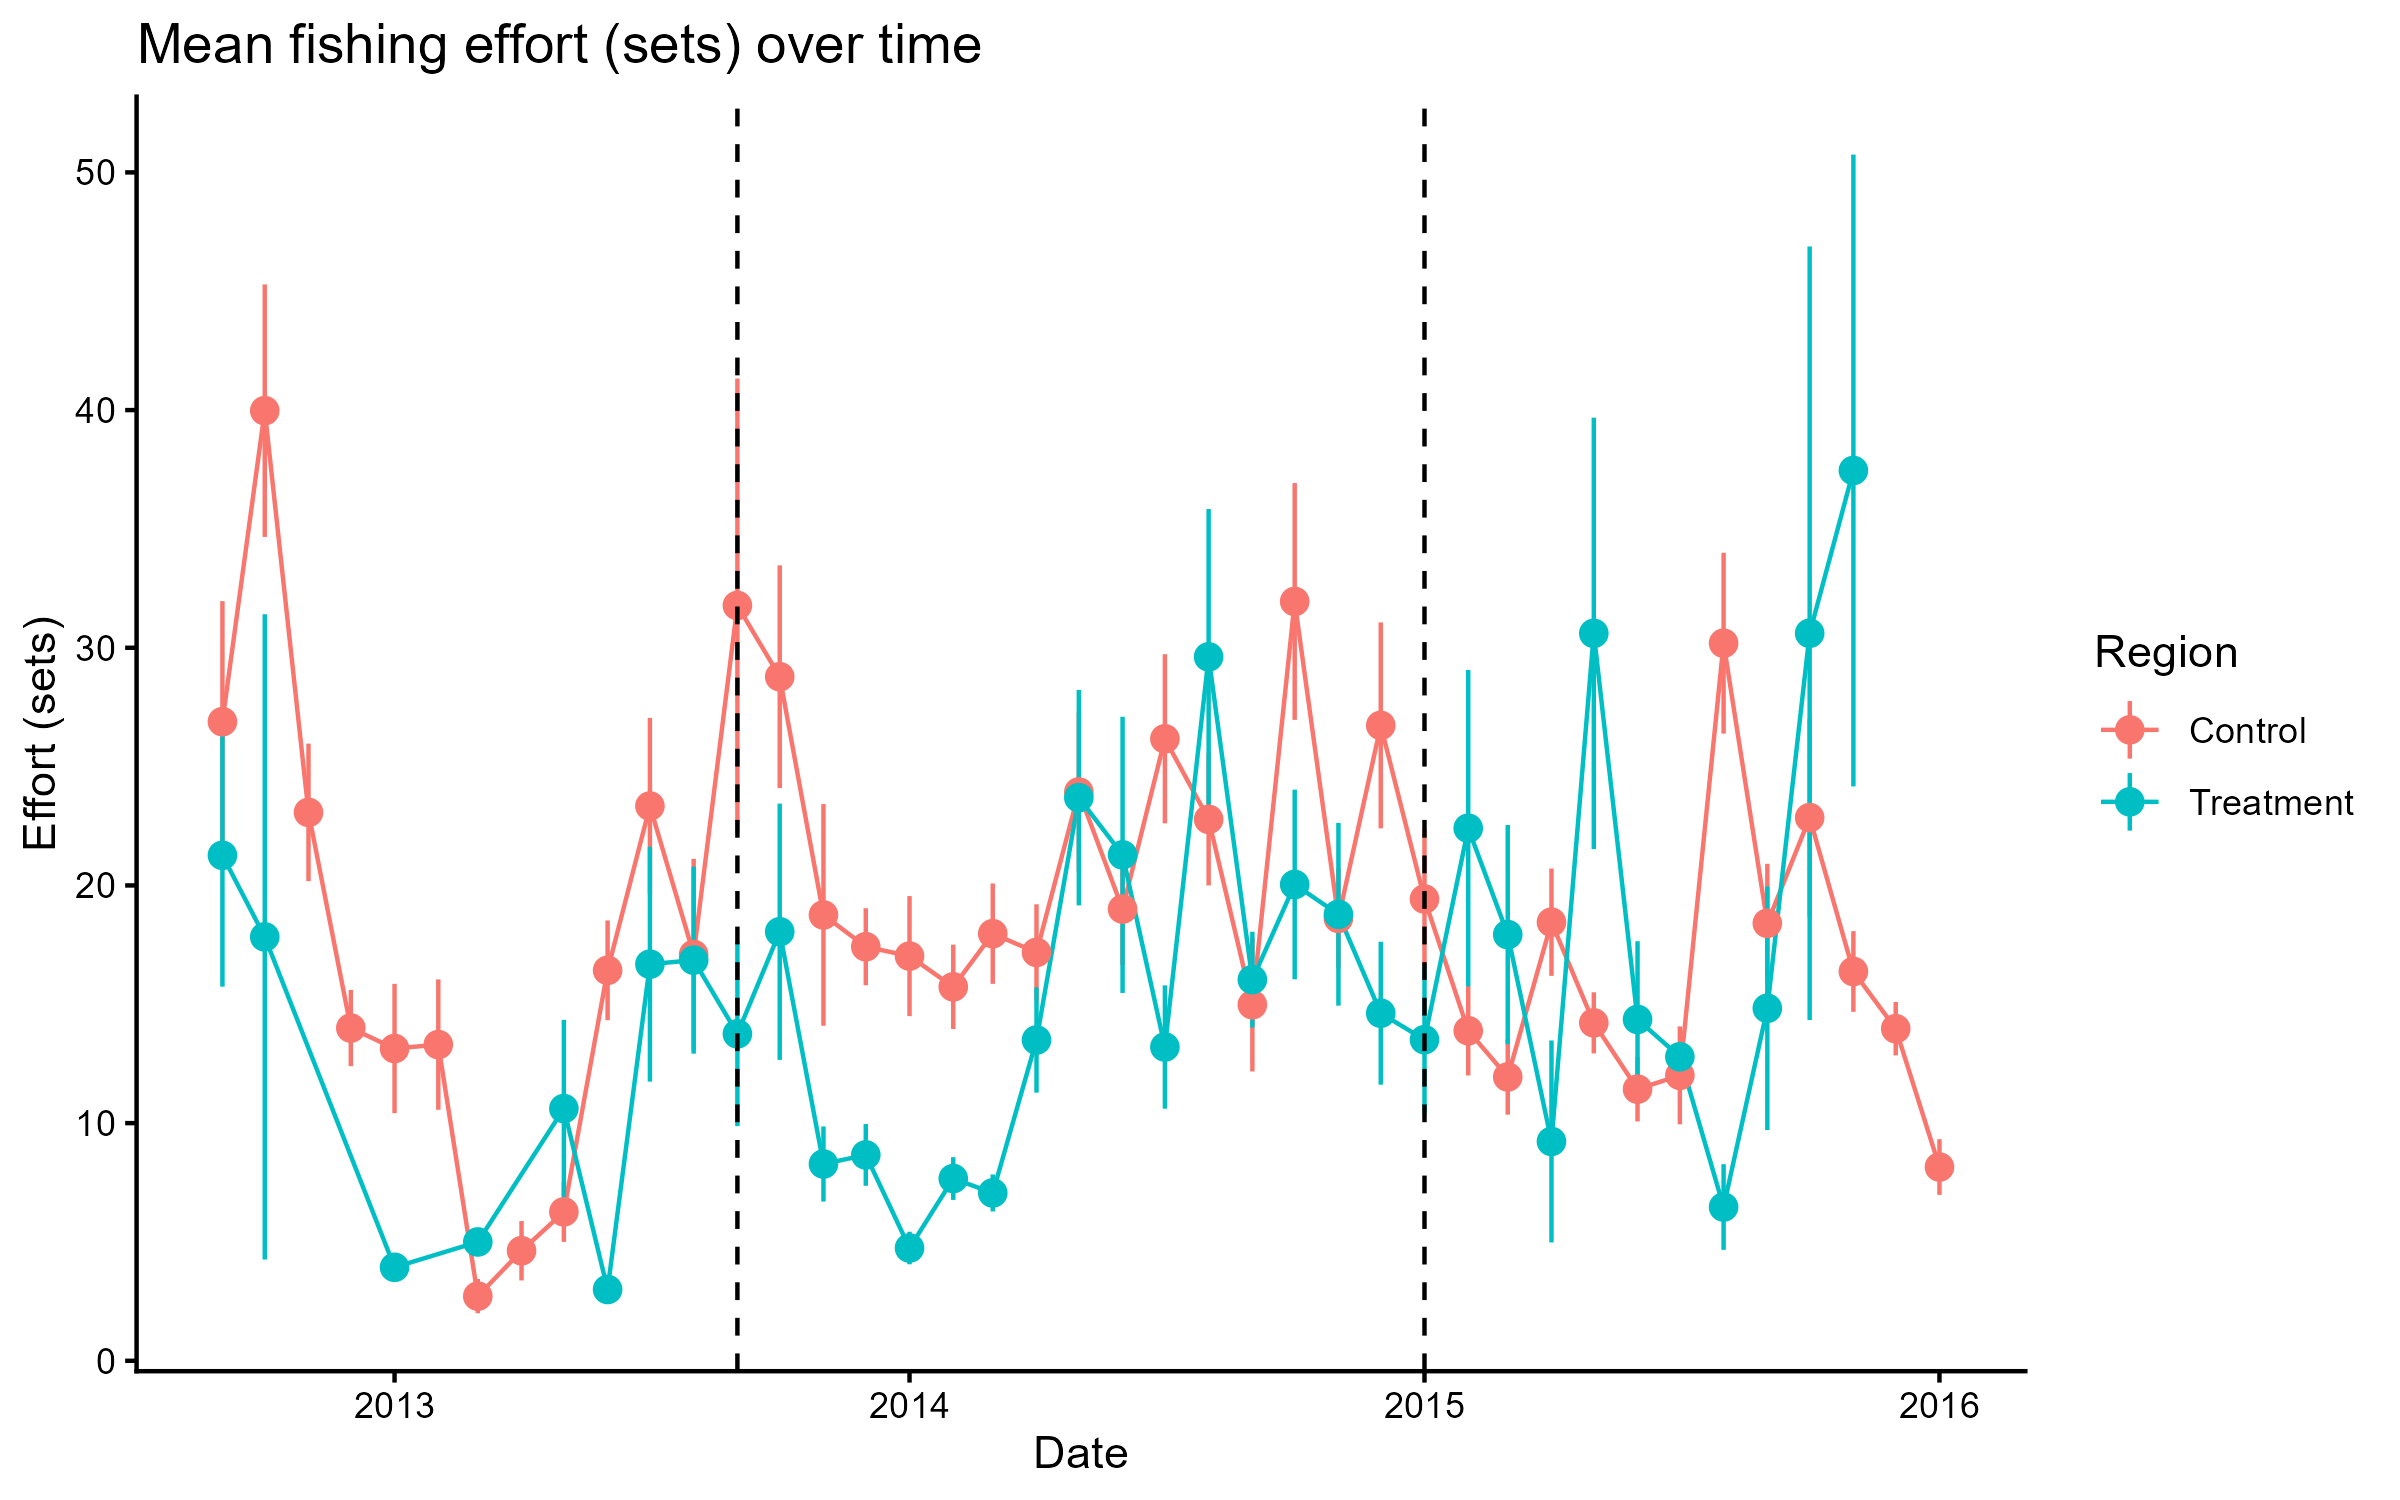 Mean fishing effort (sets) over time
50
40
30
20
10
0
Effort (sets)
2013
2014
2015
2016
Date
Region
Control
Treatment